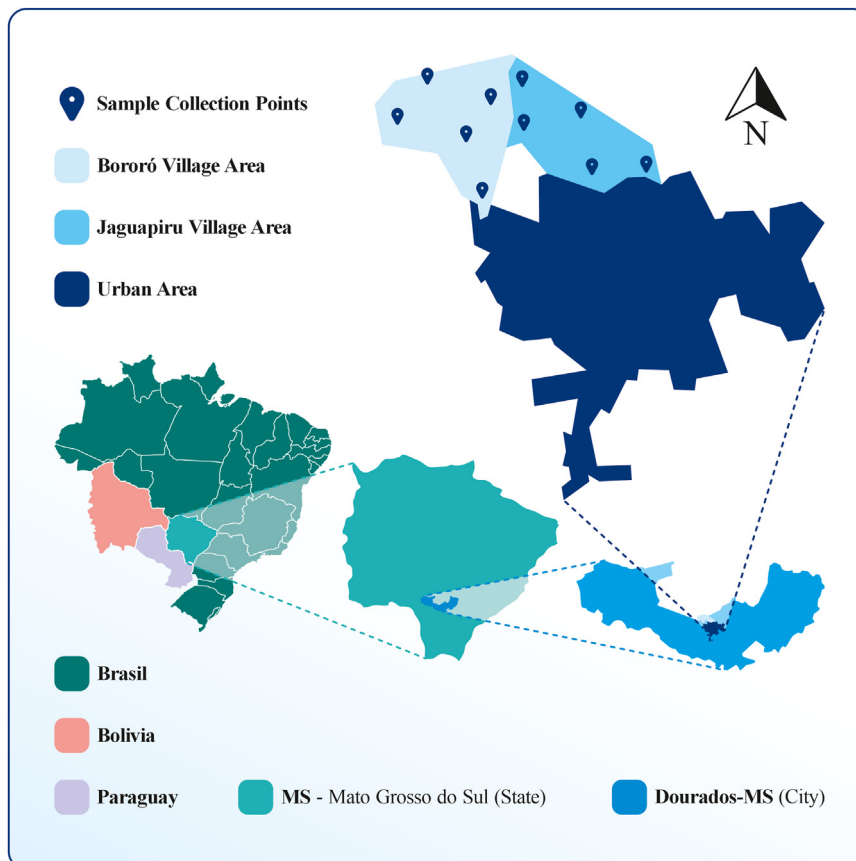 Sample Collection Points
Bororó Village Area
Jaguapiru Village Area
Urban Area
N
Brasil
Bolivia
Paraguay
MS - Mato Grosso do Sul (State)
Dourados-MS (City)